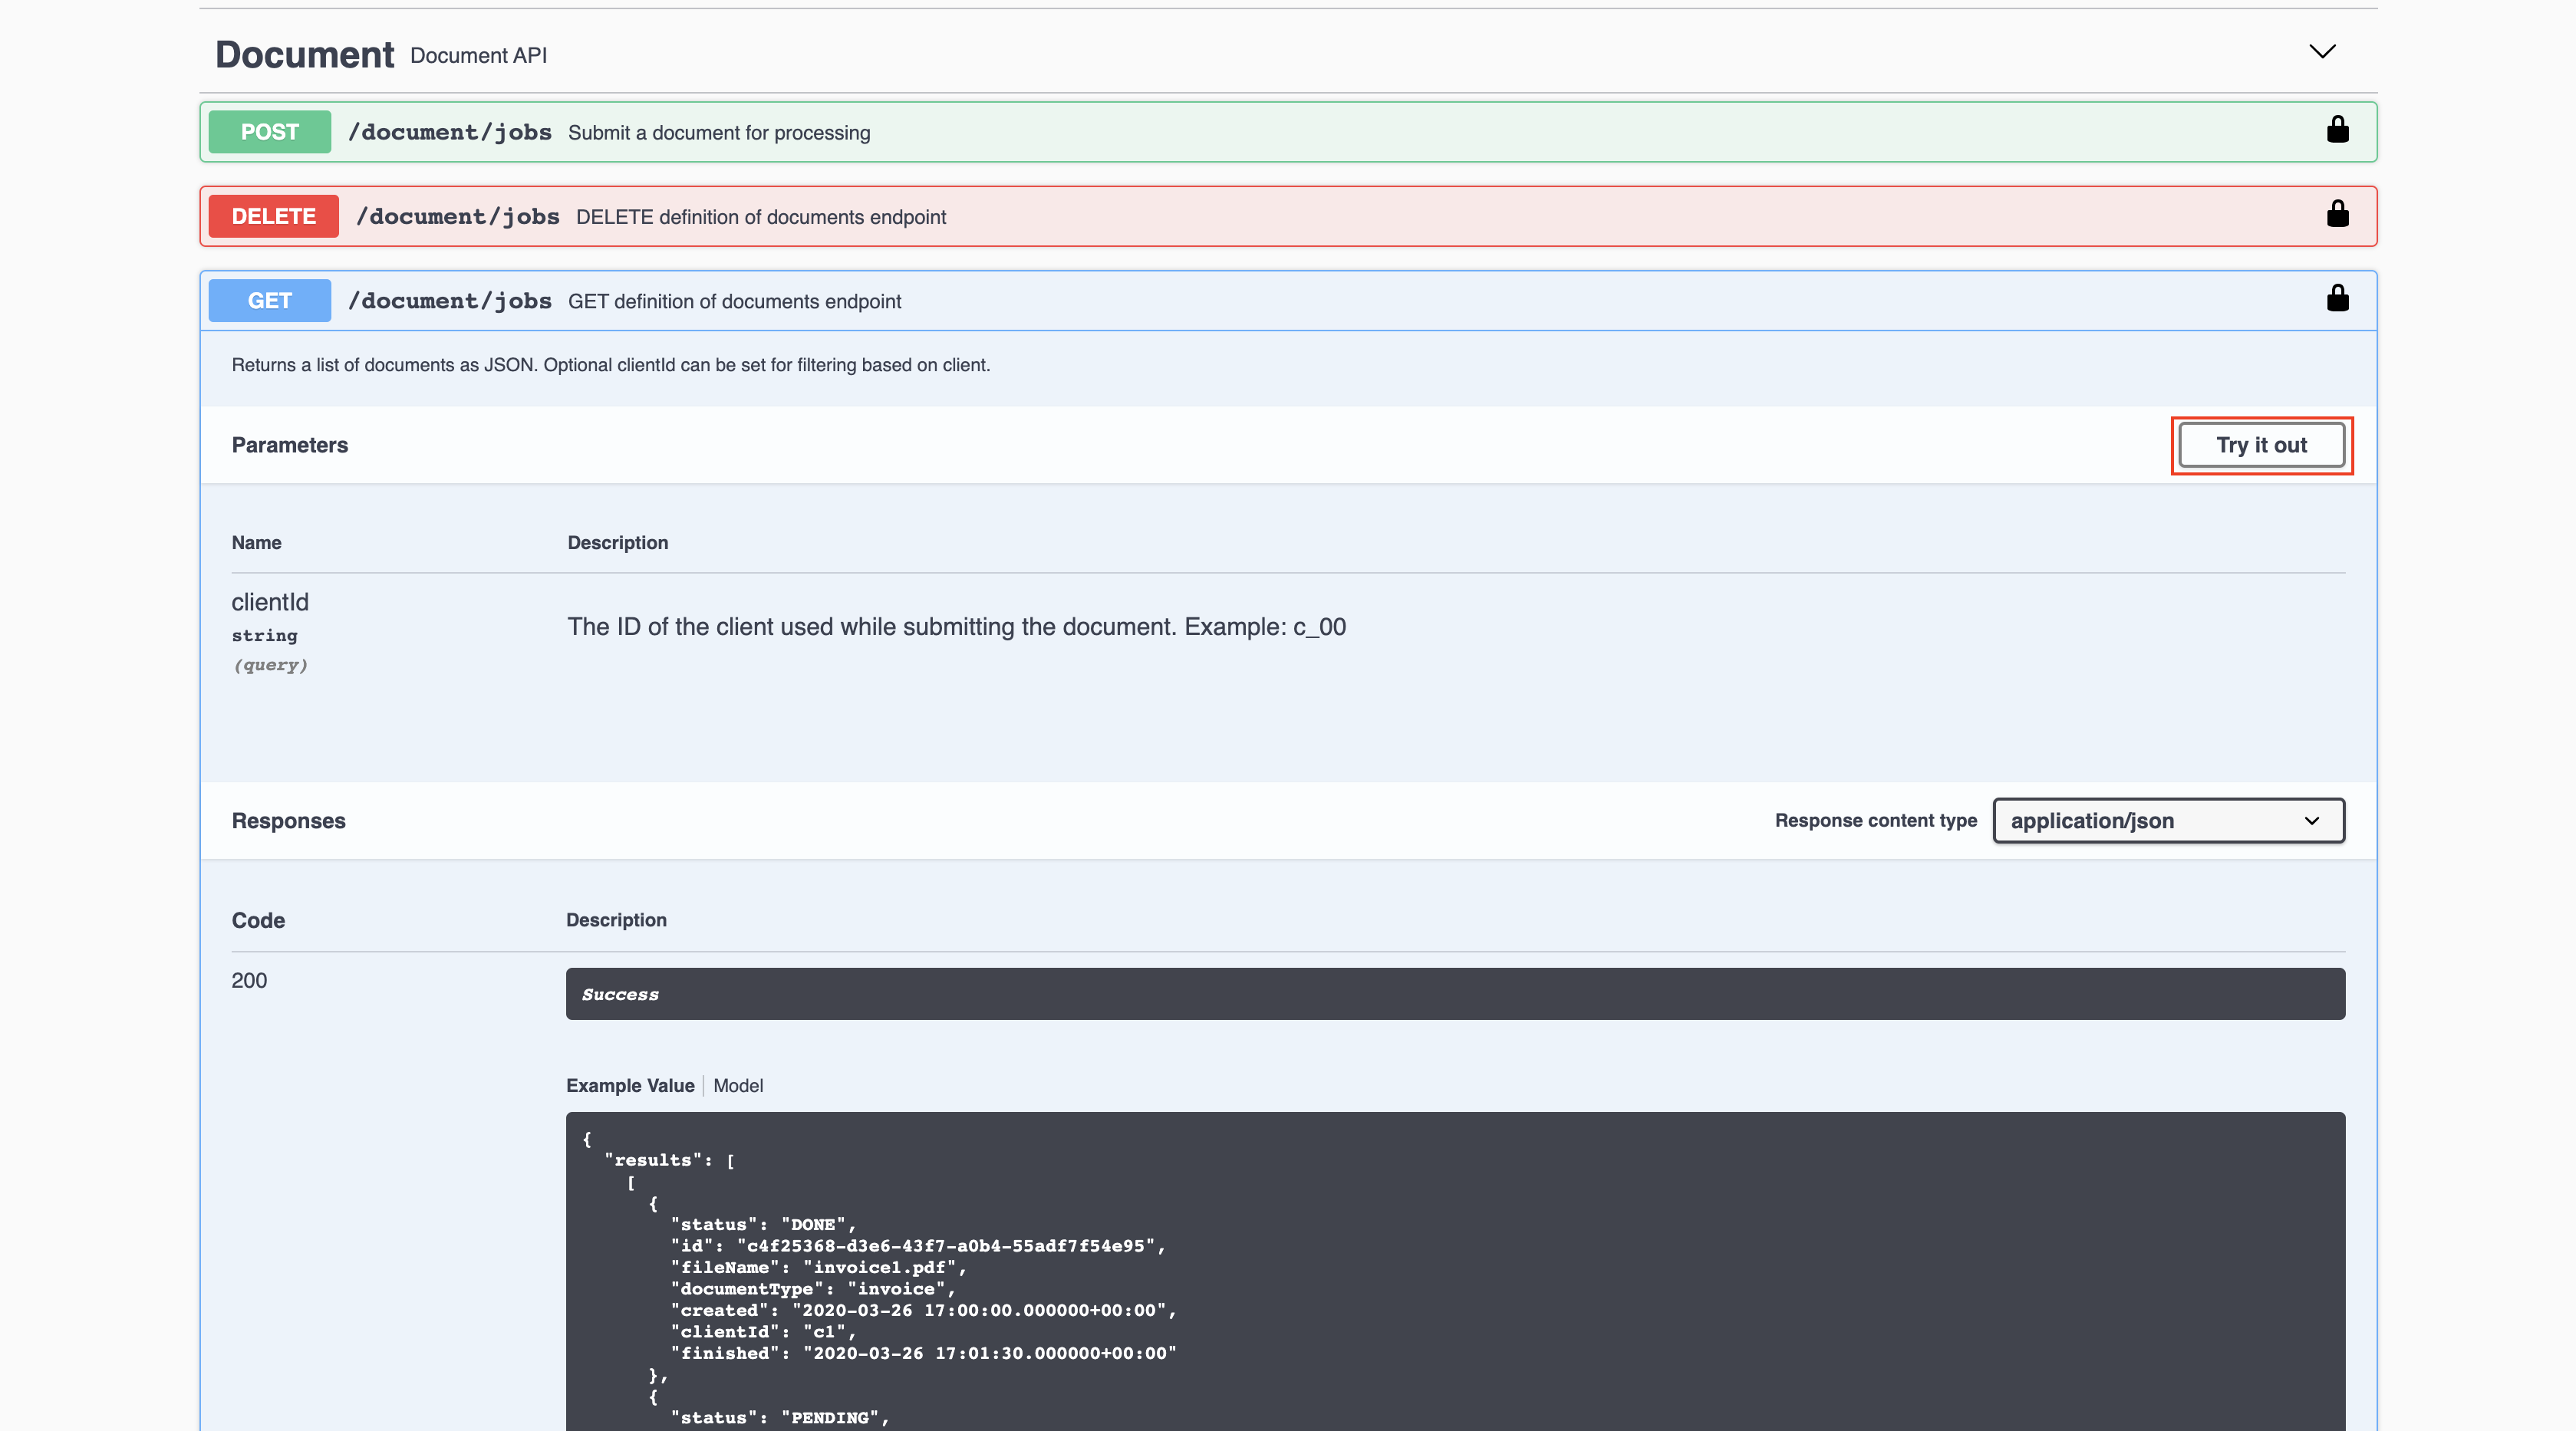 Document Document API
POST /document/jobs Submit a document for processing
DELETE /document/jobs DELETE definition of documents endpoint
GET /document/jobs GET definition of documents endpoint
Returns a list of documents as JSON. Optional clientId can be set for filtering based on client.
Parameters Try it out
Name Description
clientId
string
(query)
The ID of the client used while submitting the document. Example: c_00
Responses Response content type application/json
Code Description
200 Success
Example Value Model
{
"results": [
[
{
"status": "DONE",
"id": "c4f25368-d3e6-43f7-a0b4-55adf7f54e95",
"fileName": "invoice1.pdf",
"documentType": "invoice",
"created": "2020-03-26 17:00:00.000000+00:00",
"clientId": "c1",
"finished": "2020-03-26 17:01:30.000000+00:00"
},
{
"status": "PENDING",